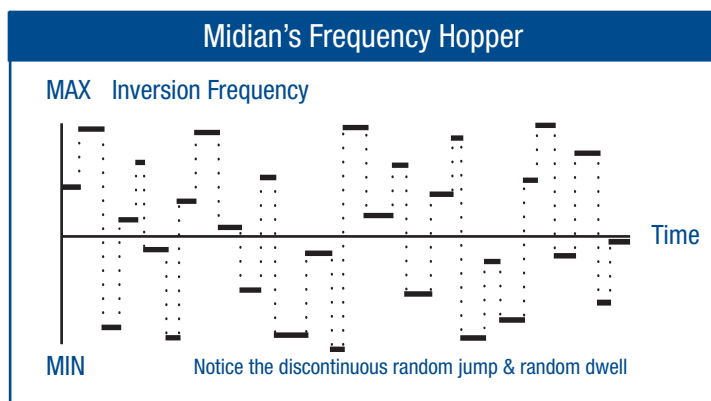 Midian's Frequency Hopper
MAX Inversion Frequency
Time
MIN Notice the discontinuous random jump & random dwell